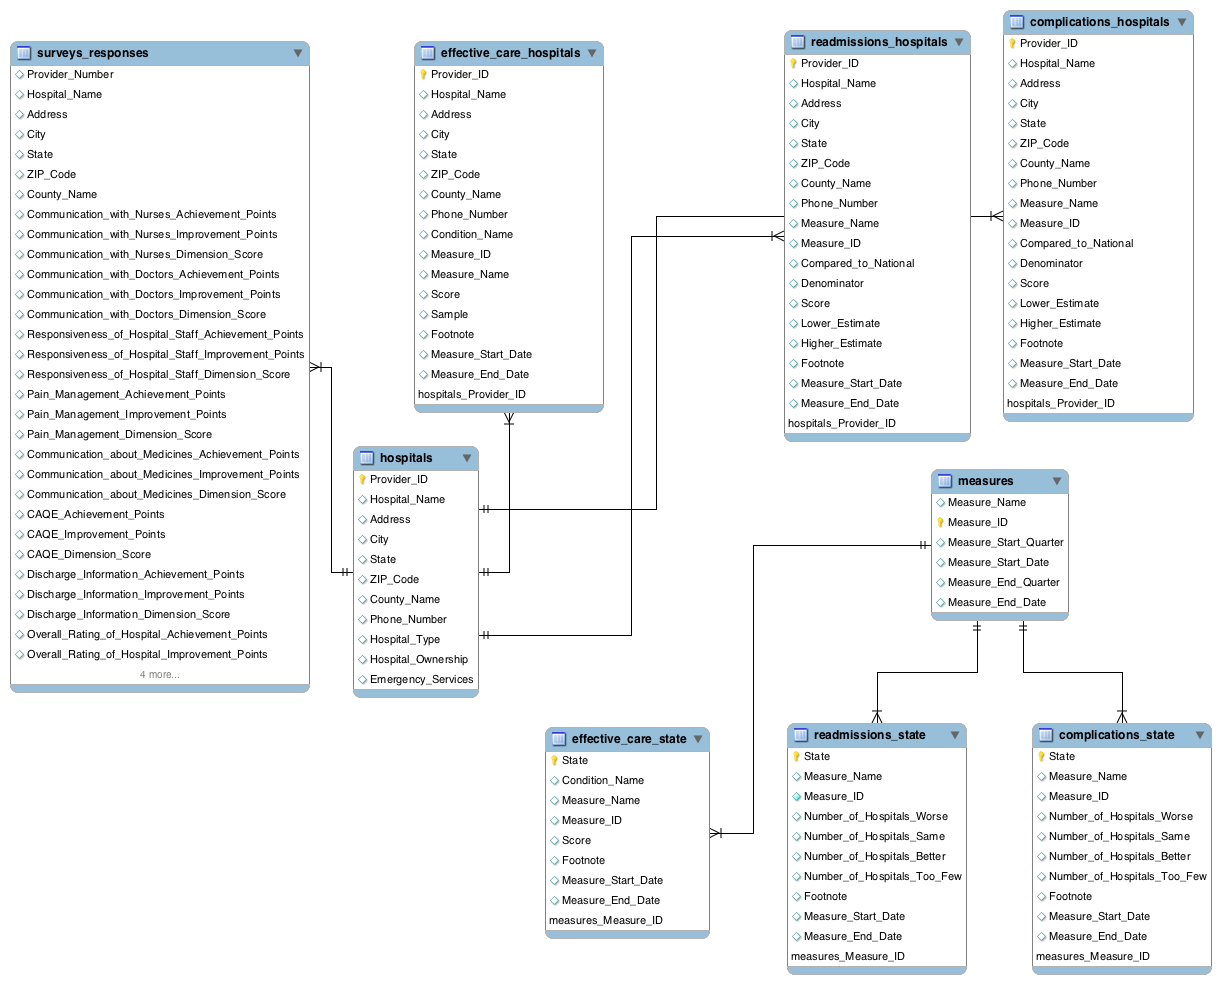 surveys_responses
Provider_Number
Hospital_Name
Address
City
State
ZIP_Code
County_Name
Communication_with_Nurses_Achievement_Points
Communication_with_Nurses_Improvement_Points
Communication_with_Nurses_Dimension_Score
Communication_with_Doctors_Achievement_Points
Communication_with_Doctors_Improvement_Points
Communication_with_Doctors_Dimension_Score
Responsiveness_of_Hospital_Staff_Achievement_Points
Responsiveness_of_Hospital_Staff_Improvement_Points
Responsiveness_of_Hospital_Staff_Dimension_Score
Pain_Management_Achievement_Points
Pain_Management_Improvement_Points
Pain_Management_Dimension_Score
Communication_about_Medicines_Achievement_Points
Communication_about_Medicines_Improvement_Points
Communication_about_Medicines_Dimension_Score
CAQE_Achievement_Points
CAQE_Improvement_Points
CAQE_Dimension_Score
Discharge_Information_Achievement_Points
Discharge_Information_Improvement_Points
Discharge_Information_Dimension_Score
Overall_Rating_of_Hospital_Achievement_Points
Overall_Rating_of_Hospital_Improvement_Points
4 more...
effective_care_hospitals
Provider_ID
Hospital_Name
Address
City
State
ZIP_Code
County_Name
Phone_Number
Condition_Name
Measure_ID
Measure_Name
Score
Sample
Footnote
Measure_Start_Date
Measure_End_Date
hospitals_Provider_ID
hospitals
Provider_ID
Hospital_Name
Address
City
State
ZIP_Code
County_Name
Phone_Number
Hospital_Type
Hospital_Ownership
Emergency_Services
readmissions_hospitals
Provider_ID
Hospital_Name
Address
City
State
ZIP_Code
County_Name
Phone_Number
Measure_Name
Measure_ID
Compared_to_National
Denominator
Score
Lower_Estimate
Higher_Estimate
Footnote
Measure_Start_Date
Measure_End_Date
hospitals_Provider_ID
complications_hospitals
Provider_ID
Hospital_Name
Address
City
State
ZIP_Code
County_Name
Phone_Number
Measure_Name
Measure_ID
Compared_to_National
Denominator
Score
Lower_Estimate
Higher_Estimate
Footnote
Measure_Start_Date
Measure_End_Date
hospitals_Provider_ID
measures
Measure_Name
Measure_ID
Measure_Start_Quarter
Measure_Start_Date
Measure_End_Quarter
Measure_End_Date
effective_care_state
State
Condition_Name
Measure_Name
Measure_ID
Score
Footnote
Measure_Start_Date
Measure_End_Date
measures_Measure_ID
readmissions_state
State
Measure_Name
Measure_ID
Number_of_Hospitals_Worse
Number_of_Hospitals_Same
Number_of_Hospitals_Better
Number_of_Hospitals_Too_Few
Footnote
Measure_Start_Date
Measure_End_Date
measures_Measure_ID
complications_state
State
Measure_Name
Measure_ID
Number_of_Hospitals_Worse
Number_of_Hospitals_Same
Number_of_Hospitals_Better
Number_of_Hospitals_Too_Few
Footnote
Measure_Start_Date
Measure_End_Date
measures_Measure_ID